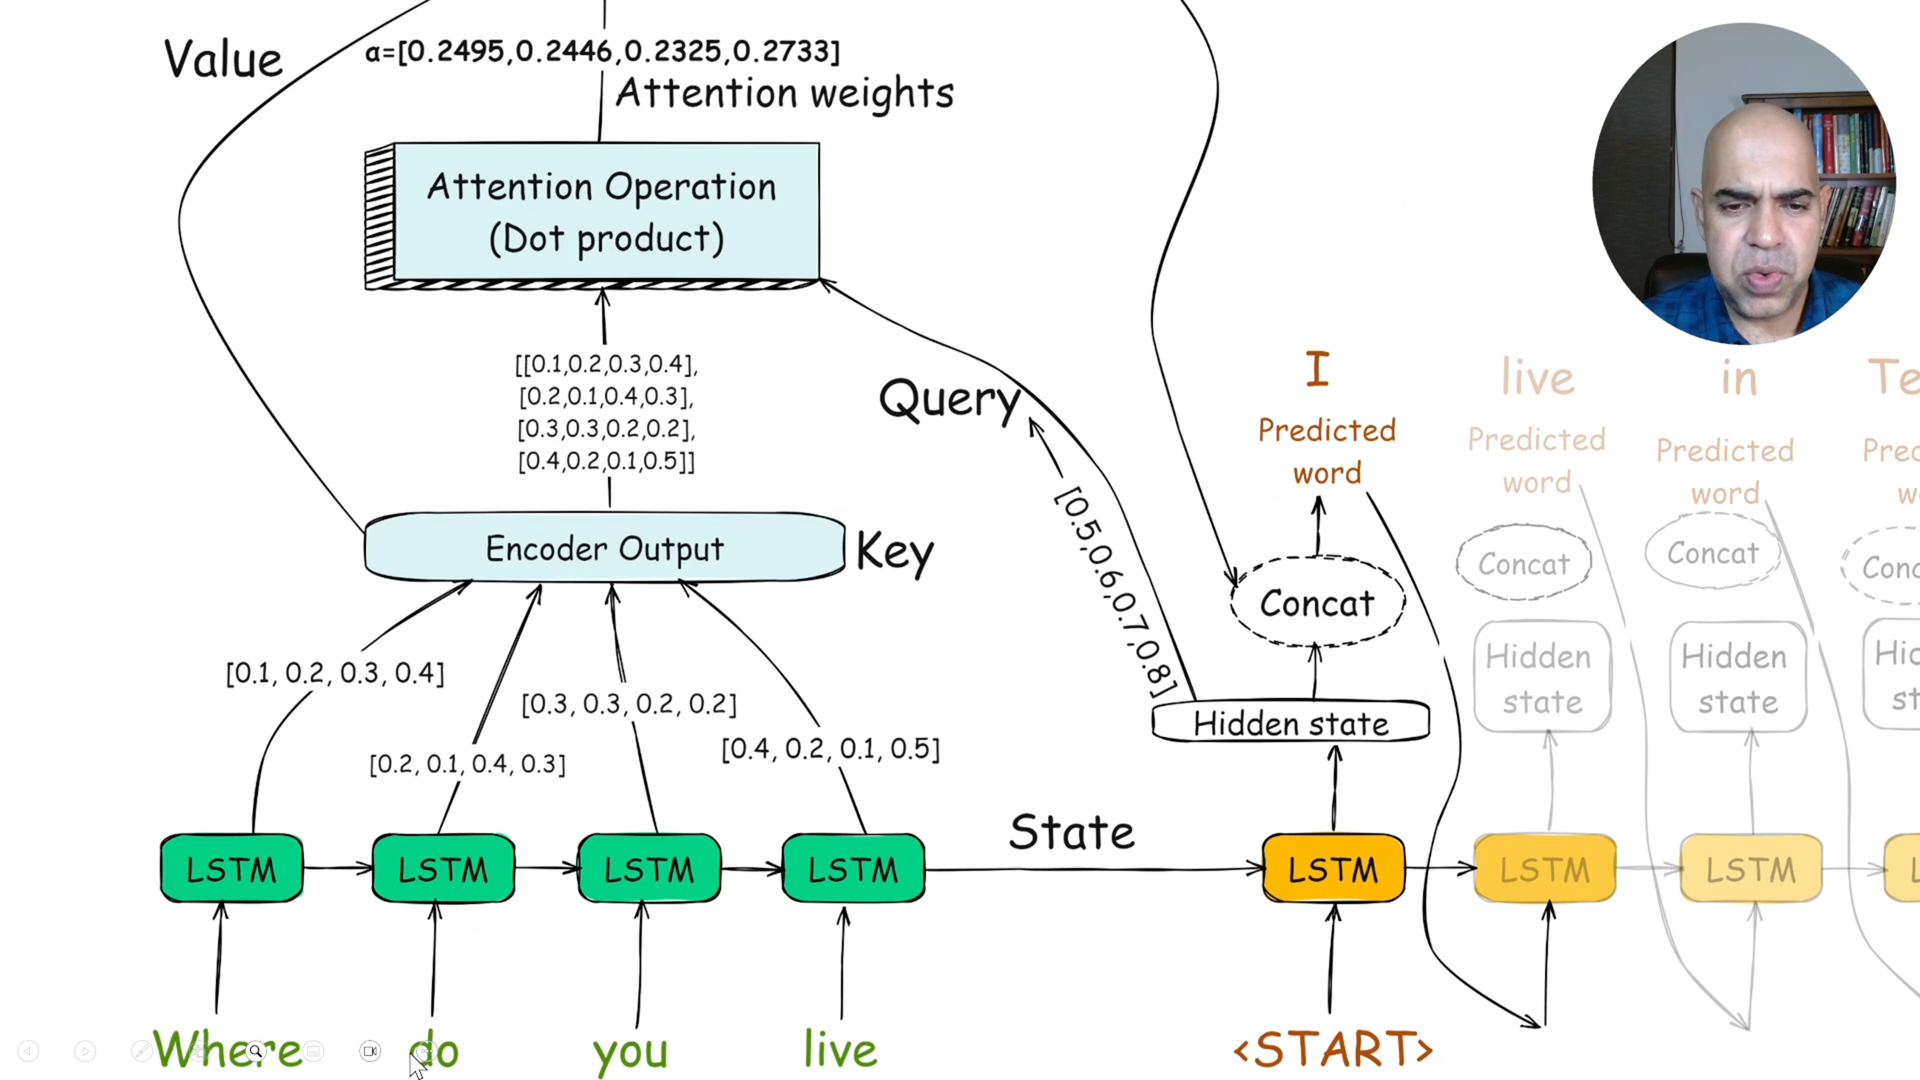 Value
α=[0.2495,0.2446,0.2325,0.2733]
Attention weights
Attention Operation
(Dot product)
[[0.1,0.2,0.3,0.4],
[0.2,0.1,0.4,0.3],
[0.3,0.3,0.2,0.2],
[0.4,0.2,0.1,0.5]]
Query
[0.5,0.6,0.7,0.8]
Encoder Output
Key
[0.1, 0.2, 0.3, 0.4]
[0.2, 0.1, 0.4, 0.3]
[0.3, 0.3, 0.2, 0.2]
[0.4, 0.2, 0.1, 0.5]
LSTM
LSTM
LSTM
LSTM
Where
do
you
live
State
I
Predicted
word
Concat
Hidden state
LSTM
<START>
live
Predicted
word
Concat
Hidden
state
LSTM
in
Predicted
word
Concat
Hidden
state
LSTM